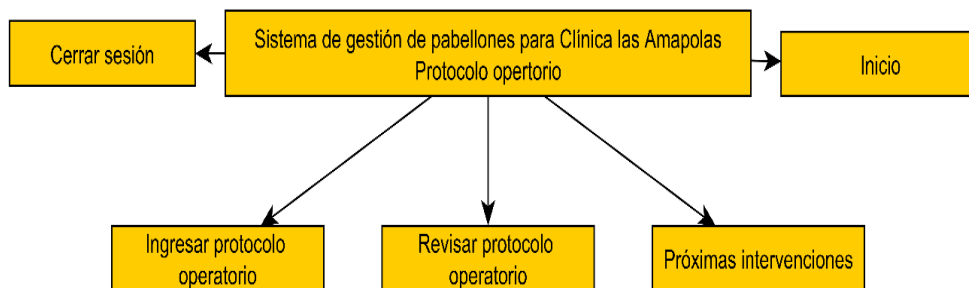 Cerrar sesión
Sistema de gestión de pabellones para Clínica las Amapolas
Protocolo opertorio
Inicio
Ingresar protocolo
operatorio
Revisar protocolo
operatorio
Próximas intervenciones